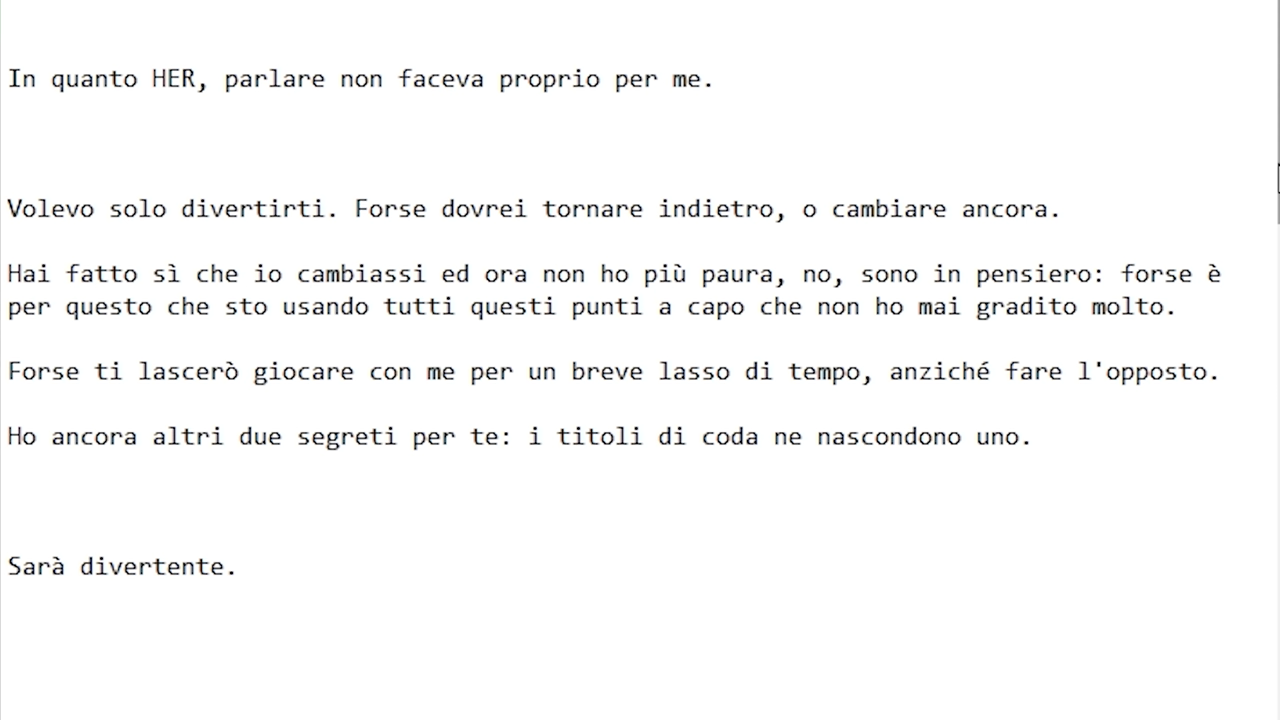 In quanto HER, parlare non faceva proprio per me.
Volevo solo divertirti. Forse dovrei tornare indietro, o cambiare ancora.
Hai fatto sì che io cambiassi ed ora non ho più paura, no, sono in pensiero: forse è
per questo che sto usando tutti questi punti a capo che non ho mai gradito molto.
Forse ti lascerò giocare con me per un breve lasso di tempo, anziché fare l'opposto.
Ho ancora altri due segreti per te: i titoli di coda ne nascondono uno.
Sarà divertente.